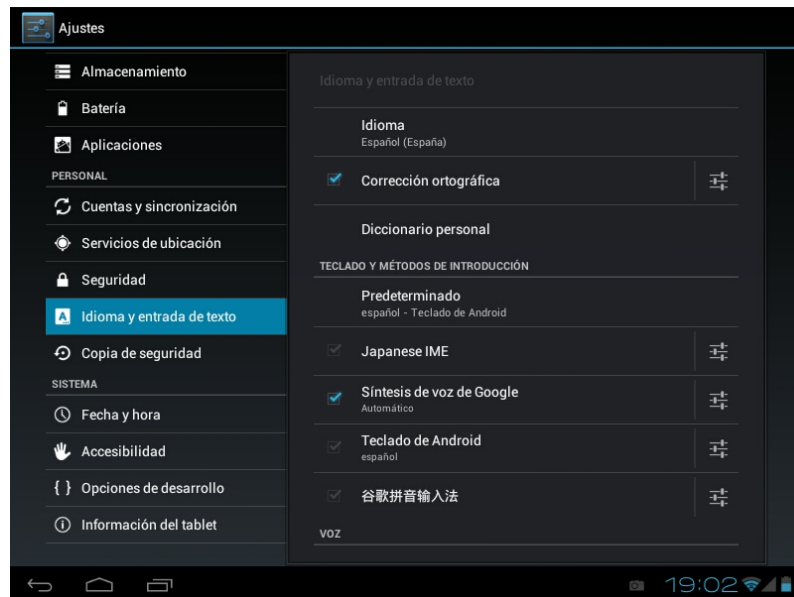 Ajustes
Almacenamiento
Batería
Aplicaciones
PERSONAL
Cuentas y sincronización
Servicios de ubicación
Seguridad
Idioma y entrada de texto
Copia de seguridad
SISTEMA
Fecha y hora
Accesibilidad
{ } Opciones de desarrollo
Información del tablet
Idioma y entrada de texto
Idioma
Español (España)
Corrección ortográfica
Diccionario personal
TECLADO Y MÉTODOS DE INTRODUCCIÓN
Predeterminado
español - Teclado de Android
Japanese IME
Síntesis de voz de Google
Automático
Teclado de Android
español
谷歌拼音输入法
VOZ
19:02